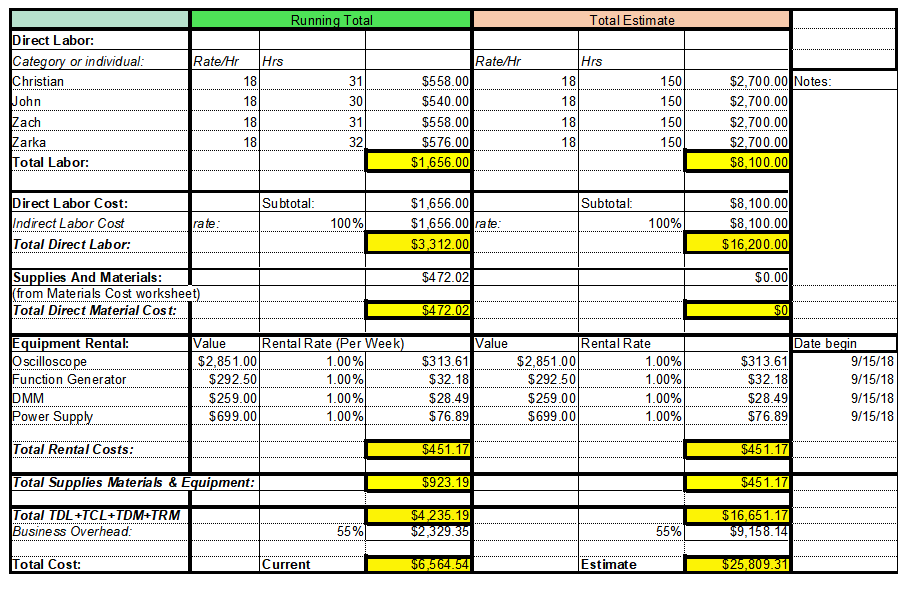 Running Total Total Estimate
Direct Labor:
Category or individual: Rate/Hr Hrs Rate/Hr Hrs
Christian 18 31 $558.00 18 150 $2,700.00 Notes:
John 18 30 $540.00 18 150 $2,700.00
Zach 18 31 $558.00 18 150 $2,700.00
Zarka 18 32 $576.00 18 150 $2,700.00
Total Labor: $1,656.00 $8,100.00
Direct Labor Cost: Subtotal: $1,656.00 Subtotal: $8,100.00
Indirect Labor Cost rate: 100% $1,656.00 rate: 100% $8,100.00
Total Direct Labor: $3,312.00 $16,200.00
Supplies And Materials: $472.02 $0.00
(from Materials Cost worksheet)
Total Direct Material Cost: $472.02 $0
Equipment Rental: Value Rental Rate (Per Week) Value Rental Rate Date begin
Oscilloscope $2,851.00 1.00% $313.61 $2,851.00 1.00% $313.61 9/15/18
Function Generator $292.50 1.00% $32.18 $292.50 1.00% $32.18 9/15/18
DMM $259.00 1.00% $28.49 $259.00 1.00% $28.49 9/15/18
Power Supply $699.00 1.00% $76.89 $699.00 1.00% $76.89 9/15/18
Total Rental Costs: $451.17 $451.17
Total Supplies Materials & Equipment: $923.19 $451.17
Total TDL+TCL+TDM+TRM $4,235.19 $16,651.17
Business Overhead: 55% $2,329.35 55% $9,158.14
Total Cost: Current $6,564.54 Estimate $25,809.31